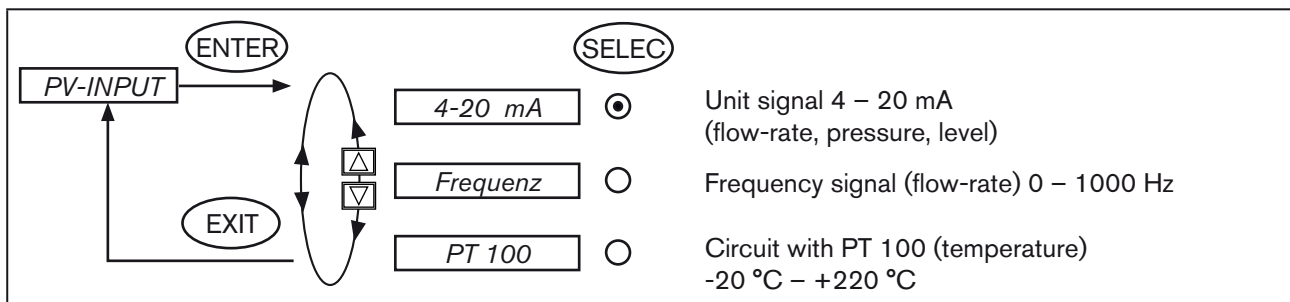 ENTER
SELEC
PV-INPUT
4-20 mA
Unit signal 4 – 20 mA
(flow-rate, pressure, level)
Frequenz
Frequency signal (flow-rate) 0 – 1000 Hz
EXIT
PT 100
Circuit with PT 100 (temperature)
-20 °C – +220 °C